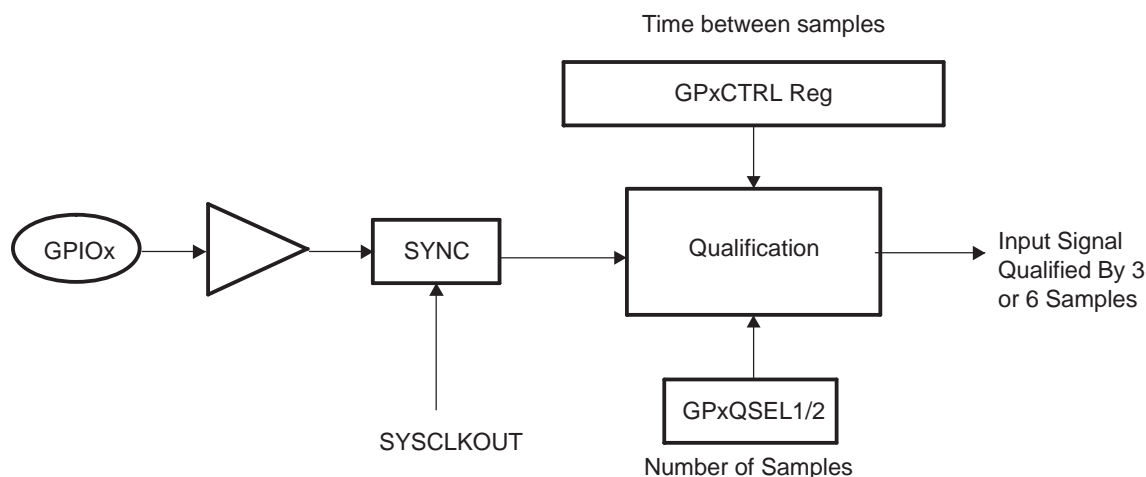 Time between samples
GPxCTRL Reg
GPIOx
SYNC
Qualification
Input Signal
Qualified By 3
or 6 Samples
GPxQSEL1/2
SYSCLKOUT
Number of Samples